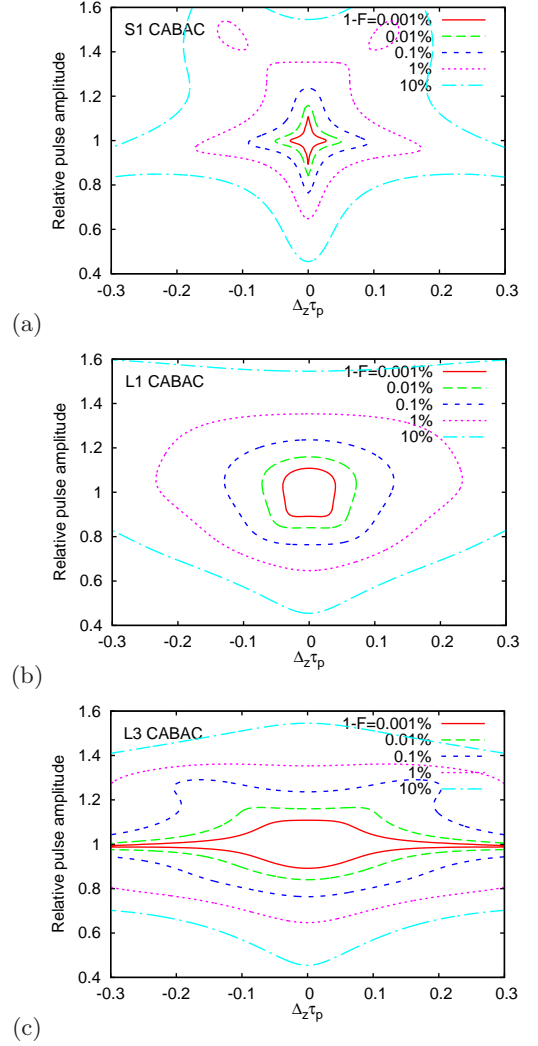 1.6
S1 CABAC
1-F=0.001%
0.01%
1.4
0.1%
1%
10%
1.2
1
0.8
0.6
0.4
Relative pulse amplitude
-0.3 -0.2 -0.1 0 0.1 0.2 0.3
Δzτp
(a)
1.6
L1 CABAC
1-F=0.001%
0.01%
1.4
0.1%
1%
10%
1.2
1
0.8
0.6
0.4
Relative pulse amplitude
-0.3 -0.2 -0.1 0 0.1 0.2 0.3
Δzτp
(b)
1.6
L3 CABAC
1-F=0.001%
0.01%
1.4
0.1%
1%
10%
1.2
1
0.8
0.6
0.4
Relative pulse amplitude
-0.3 -0.2 -0.1 0 0.1 0.2 0.3
Δzτp
(c)